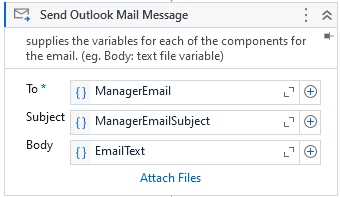 Send Outlook Mail Message
supplies the variables for each of the components for
the email. (eg. Body: text file variable)
To * {} ManagerEmail
Subject {} ManagerEmailSubject
Body {} EmailText
Attach Files